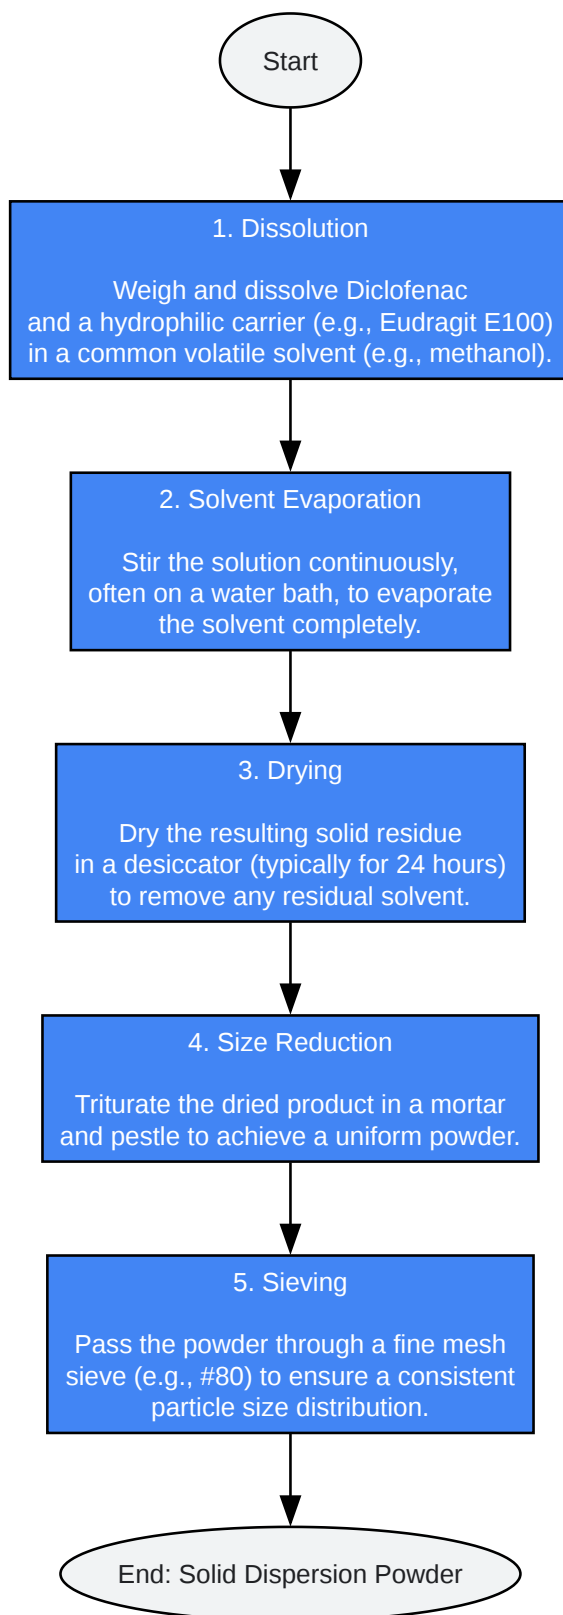 Start
1. Dissolution
Weigh and dissolve Diclofenac
and a hydrophilic carrier (e.g., Eudragit E100)
in a common volatile solvent (e.g., methanol).
2. Solvent Evaporation
Stir the solution continuously,
often on a water bath, to evaporate
the solvent completely.
3. Drying
Dry the resulting solid residue
in a desiccator (typically for 24 hours)
to remove any residual solvent.
4. Size Reduction
Triturate the dried product in a mortar
and pestle to achieve a uniform powder.
5. Sieving
Pass the powder through a fine mesh
sieve (e.g., #80) to ensure a consistent
particle size distribution.
End: Solid Dispersion Powder